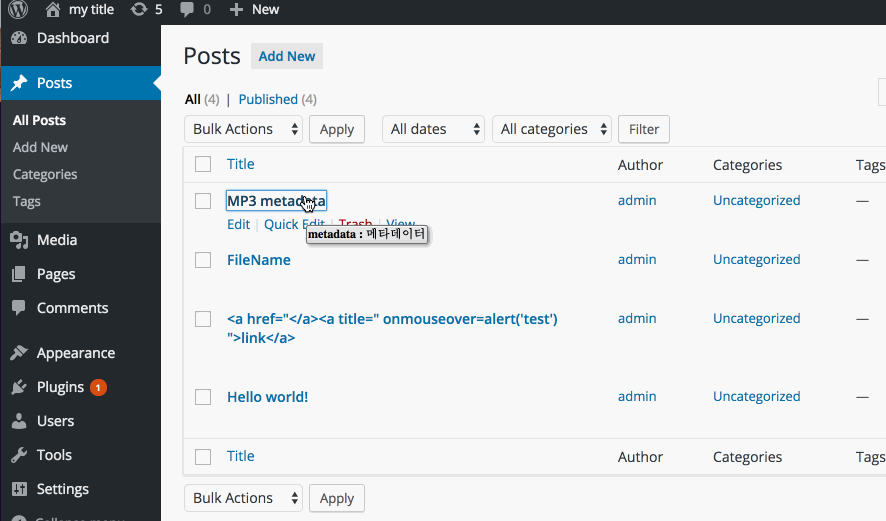 my title 5 0 New
Dashboard
Posts
All Posts
Add New
Categories
Tags
Media
Pages
Comments
Appearance
Plugins 1
Users
Tools
Settings
Collapse menu
Posts Add New
All (4) | Published (4)
Bulk Actions Apply All dates All categories Filter
Title Author Categories Tags
MP3 metadata admin Uncategorized —
Edit | Quick Edit | Trash | View
metadata : 메타데이터
FileName admin Uncategorized —
<a href="</a><a title=" onmouseover=alert('test') admin Uncategorized —
">link</a>
Hello world! admin Uncategorized —
Title Author Categories Tags
Bulk Actions Apply